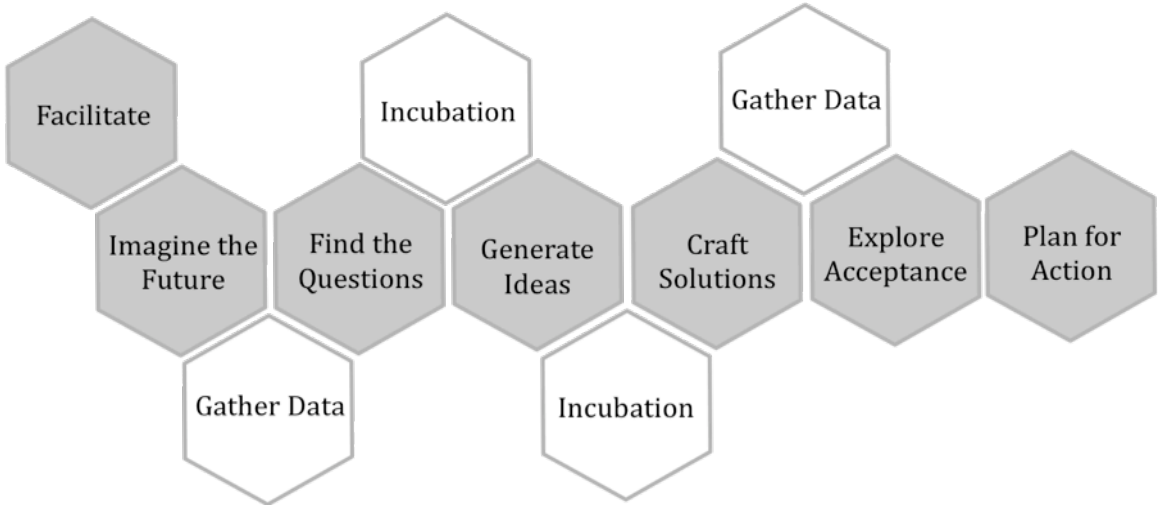 Facilitate
Incubation
Gather Data
Imagine the
Future
Find the
Questions
Generate
Ideas
Craft
Solutions
Explore
Acceptance
Plan for
Action
Gather Data
Incubation